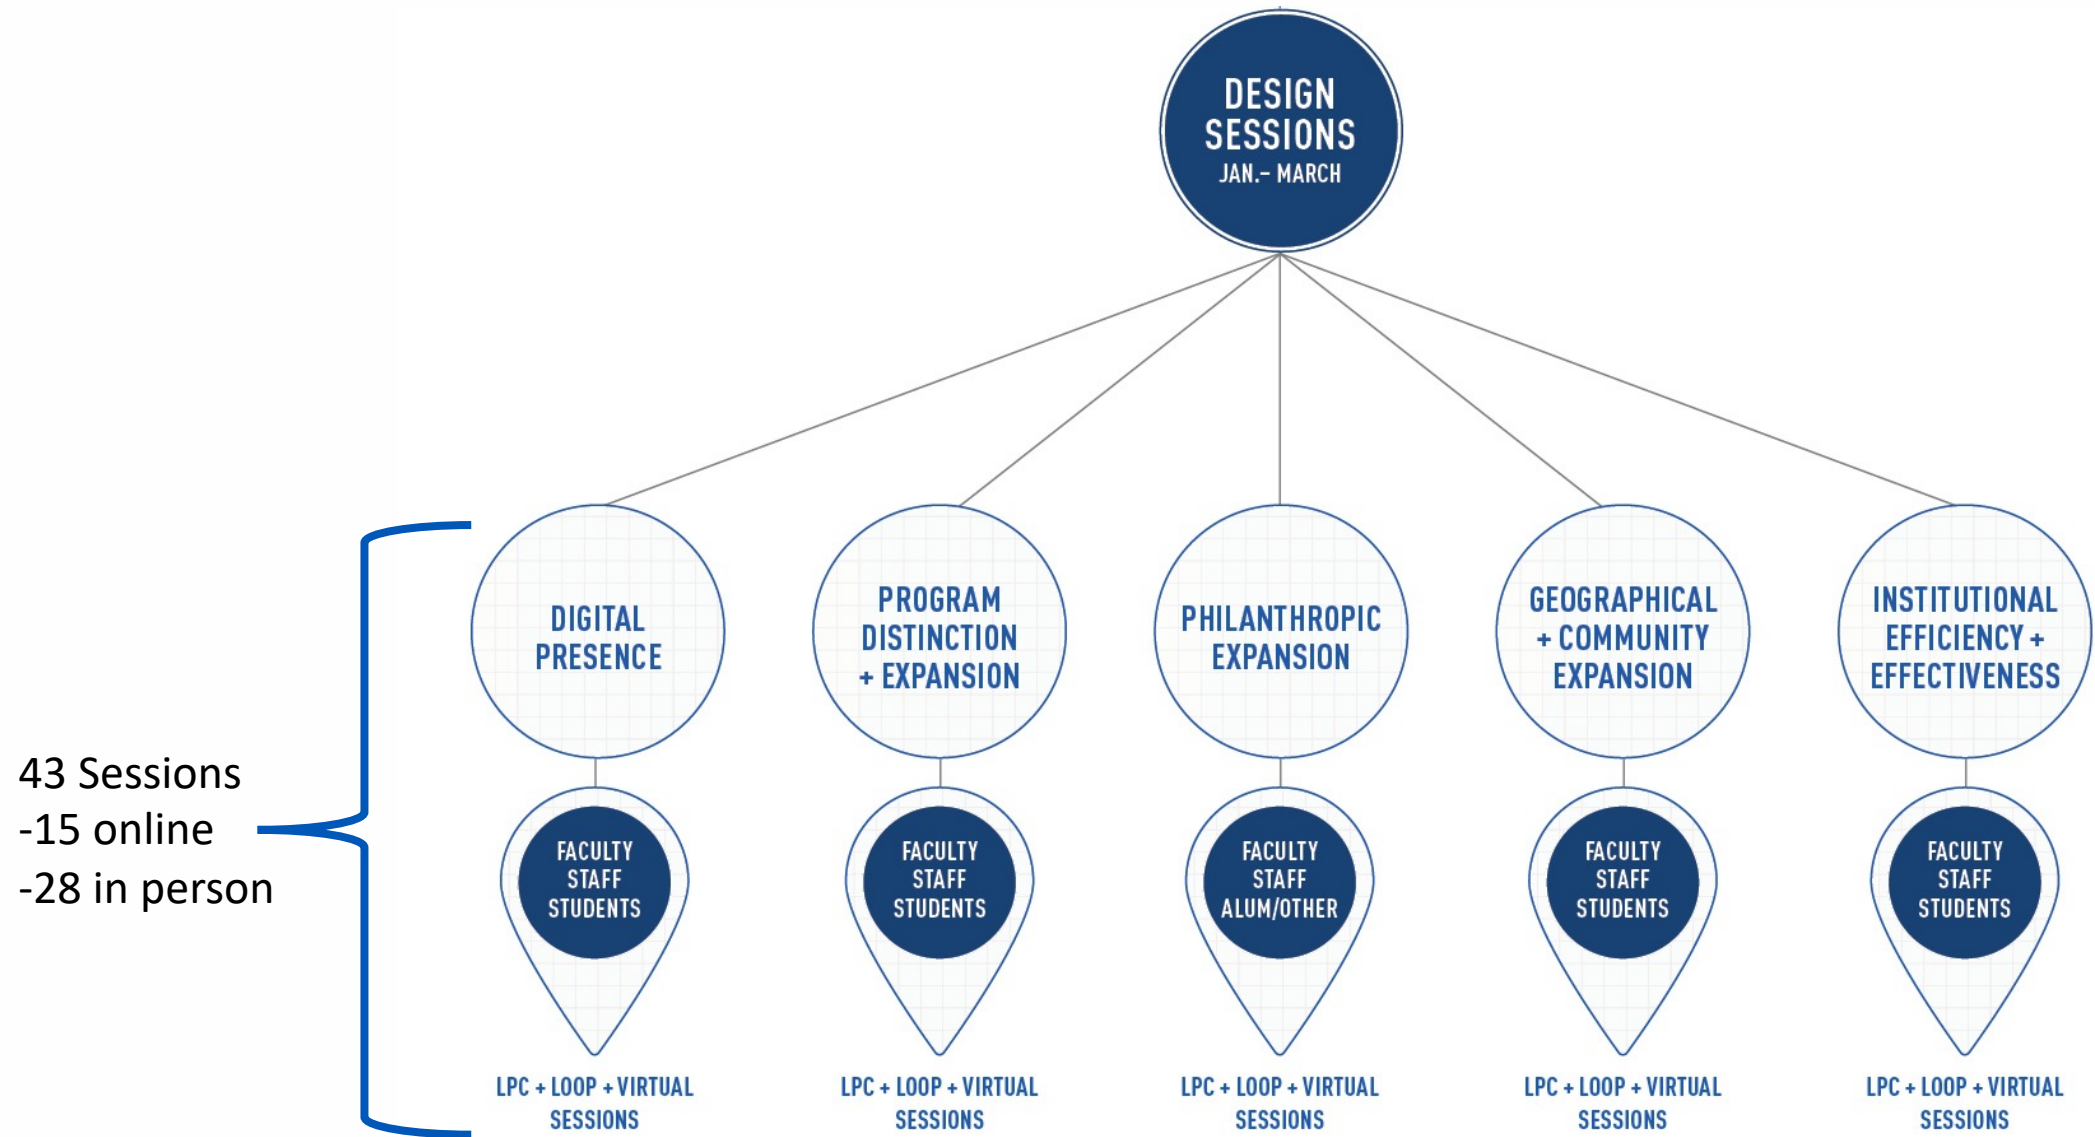 DESIGN
SESSIONS
JAN.– MARCH
DIGITAL
PRESENCE
PROGRAM
DISTINCTION
+ EXPANSION
PHILANTHROPIC
EXPANSION
GEOGRAPHICAL
+ COMMUNITY
EXPANSION
INSTITUTIONAL
EFFICIENCY +
EFFECTIVENESS
43 Sessions
-15 online
-28 in person
FACULTY
STAFF
STUDENTS
FACULTY
STAFF
STUDENTS
FACULTY
STAFF
ALUM/OTHER
FACULTY
STAFF
STUDENTS
FACULTY
STAFF
STUDENTS
LPC + LOOP + VIRTUAL
SESSIONS
LPC + LOOP + VIRTUAL
SESSIONS
LPC + LOOP + VIRTUAL
SESSIONS
LPC + LOOP + VIRTUAL
SESSIONS
LPC + LOOP + VIRTUAL
SESSIONS